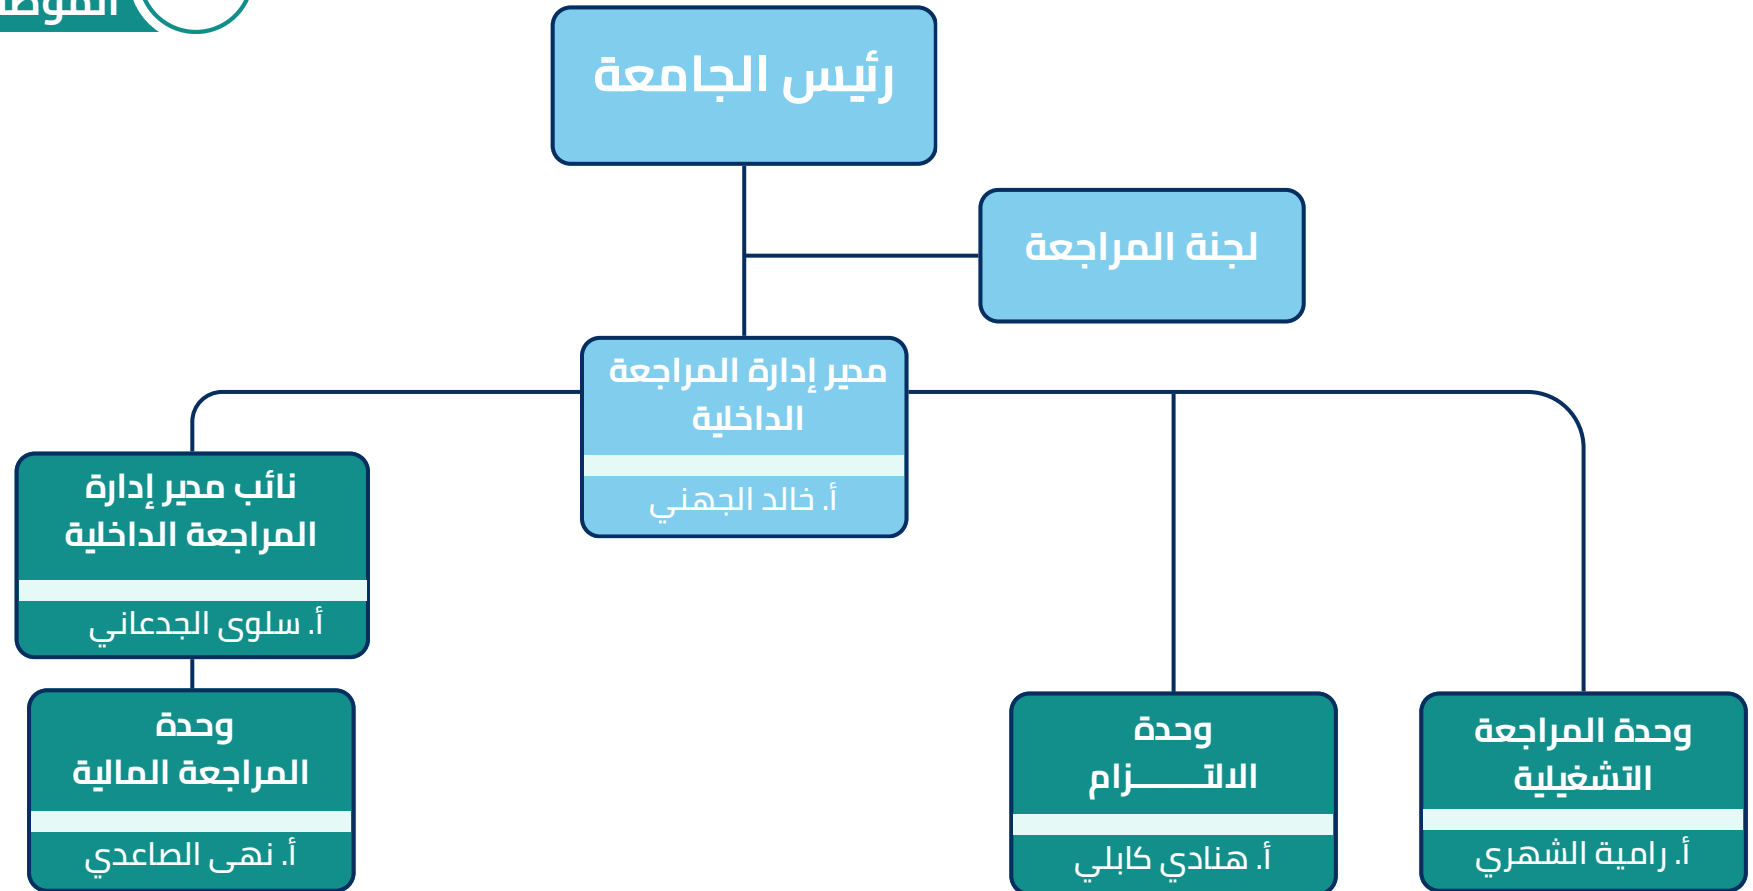 رئيس الجامعة
لجنة المراجعة
مدير إدارة المراجعة
الداخلية
أ. خالد الجهني
نائب مدير إدارة
المراجعة الداخلية
أ. سلوى الجدعاني
وحدة المراجعة
التشغيلية
أ. رامية الشهري
وحدة
الالتـــــــزام
أ. هنادي كابلي
وحدة
المراجعة المالية
أ. نهى الصاعدي